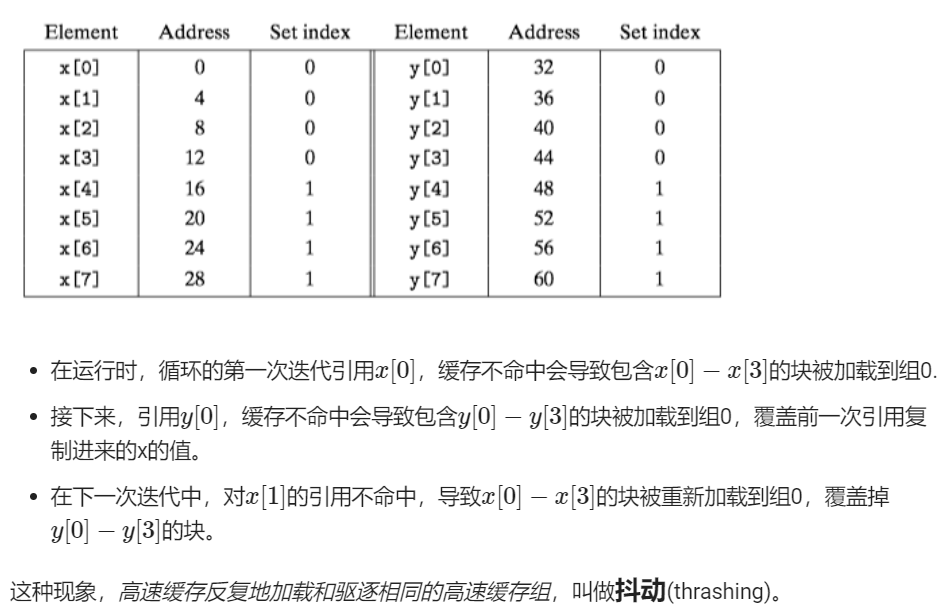 Element Address Set index Element Address Set index
x[0] 0 0 y[0] 32 0
x[1] 4 0 y[1] 36 0
x[2] 8 0 y[2] 40 0
x[3] 12 0 y[3] 44 0
x[4] 16 1 y[4] 48 1
x[5] 20 1 y[5] 52 1
x[6] 24 1 y[6] 56 1
x[7] 28 1 y[7] 60 1
• 在运行时，循环的第一次迭代引用x[0]，缓存不命中会导致包含x[0] − x[3]的块被加载到组0.
• 接下来，引用y[0]，缓存不命中会导致包含y[0] − y[3]的块被加载到组0，覆盖前一次引用复
制进来的x的值。
• 在下一次迭代中，对x[1]的引用不命中，导致x[0] − x[3]的块被重新加载到组0，覆盖掉
y[0] − y[3]的块。
这种现象，高速缓存反复地加载和驱逐相同的高速缓存组，叫做抖动(thrashing)。